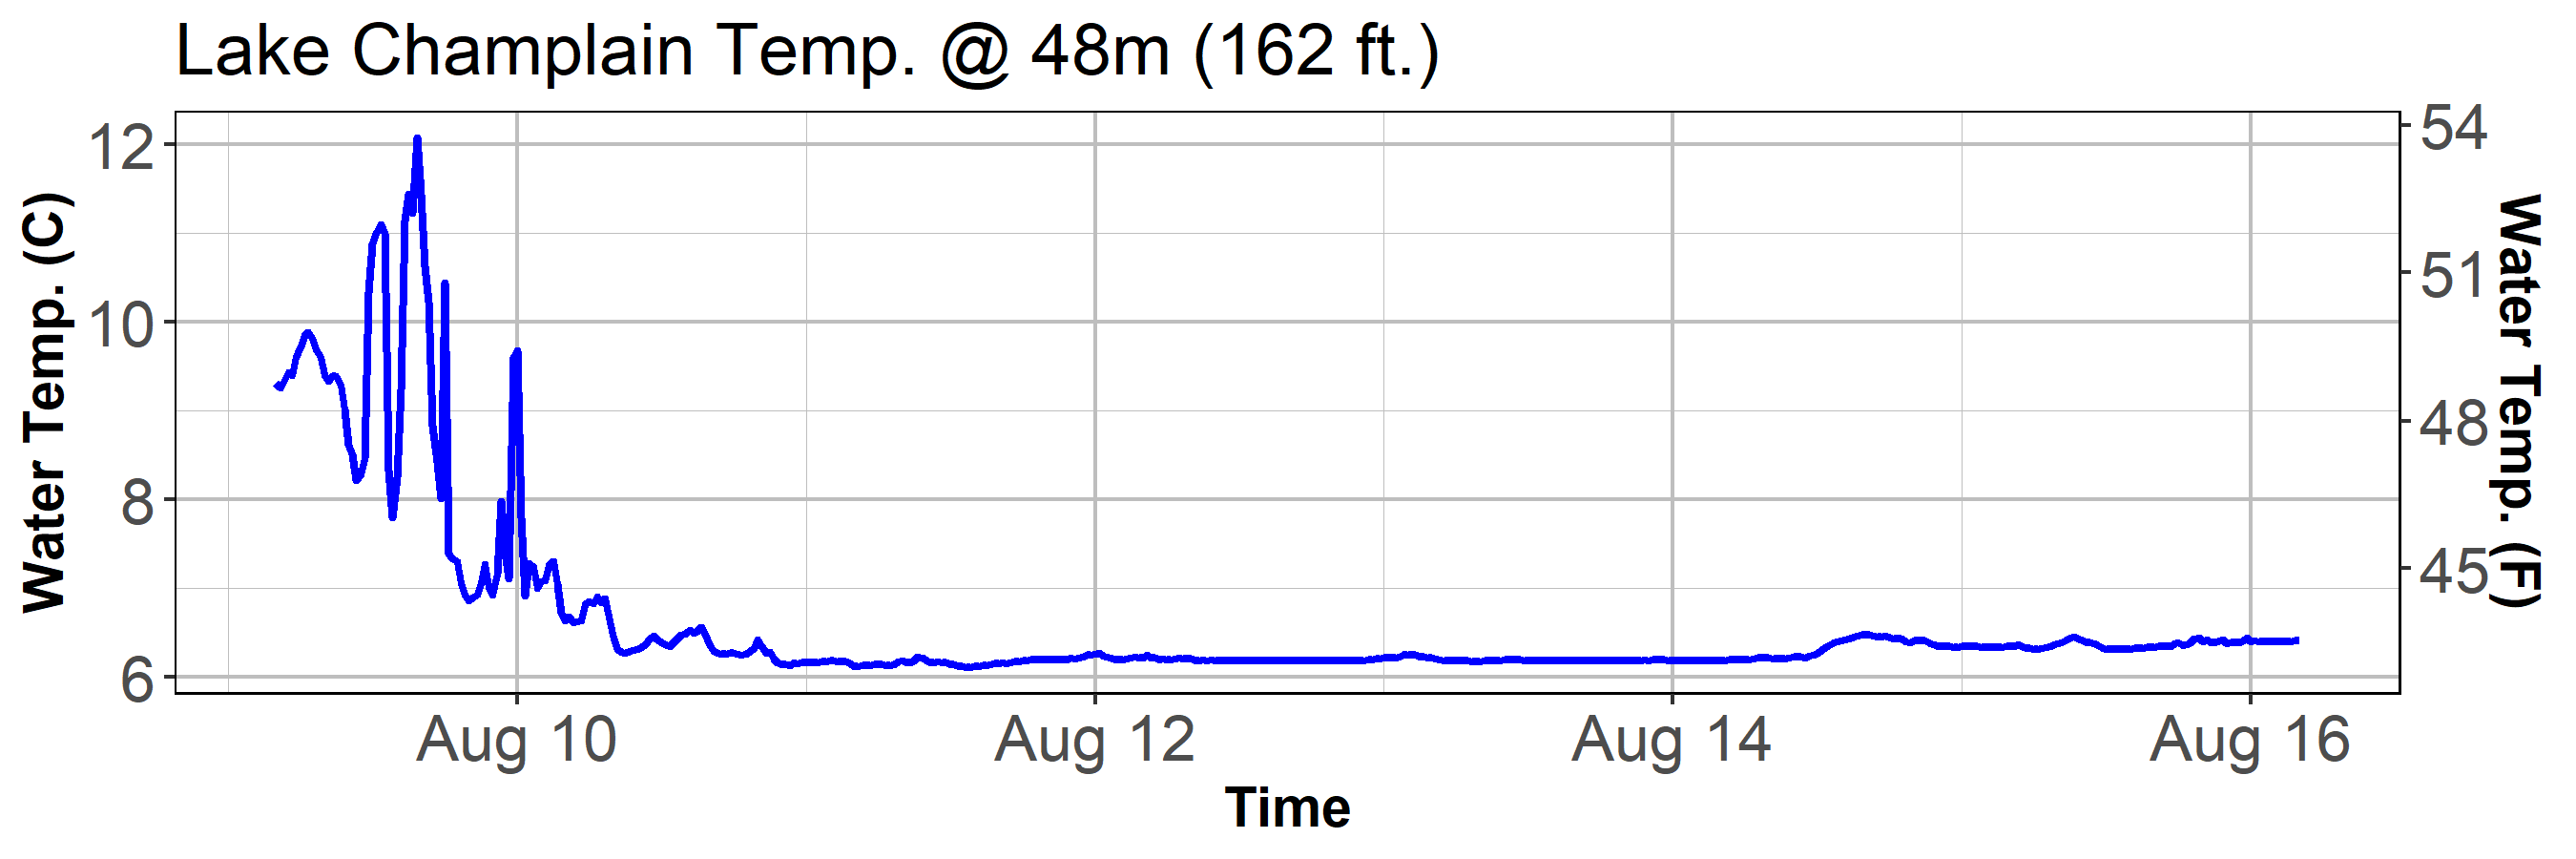 Lake Champlain Temp. @ 48m (162 ft.)
12
10
8
6
54
51
48
45
Water Temp. (C)
Water Temp. (F)
Aug 10
Aug 12
Aug 14
Aug 16
Time